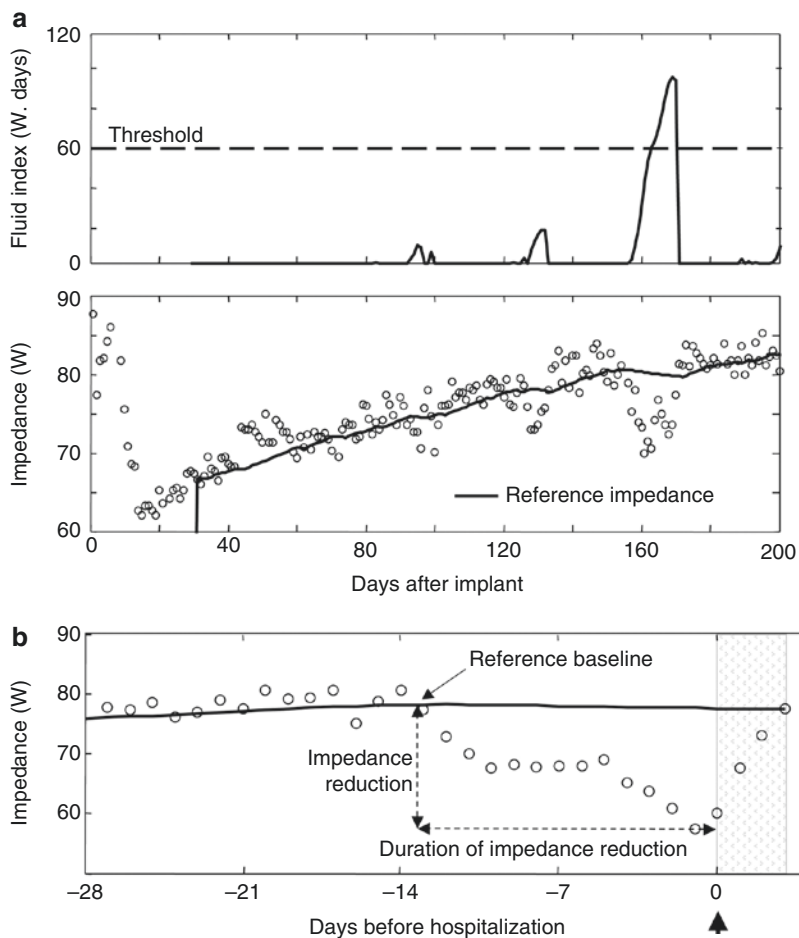 a
120
60
0
Fluid index (W. days)
Threshold
90
80
70
60
Impedance (W)
Reference impedance
0 40 80 120 160 200
Days after implant
b
90
80
70
60
Impedance (W)
Reference baseline
Impedance
reduction
Duration of impedance reduction
–28 –21 –14 –7 0
Days before hospitalization